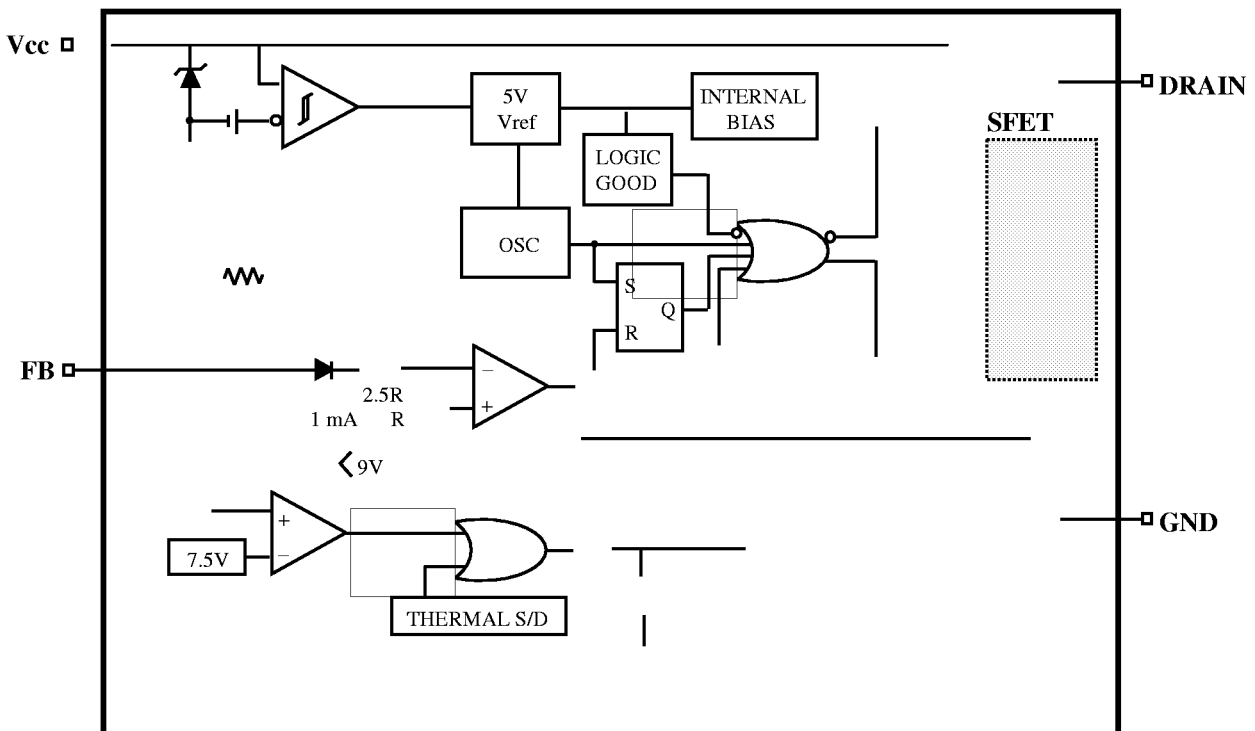 Vcc
DRAIN
5V
Vref
INTERNAL
BIAS
SFET
LOGIC
GOOD
OSC
S
Q
R
FB
−
+
2.5R
1 mA R
9V
+
−
7.5V
GND
THERMAL S/D